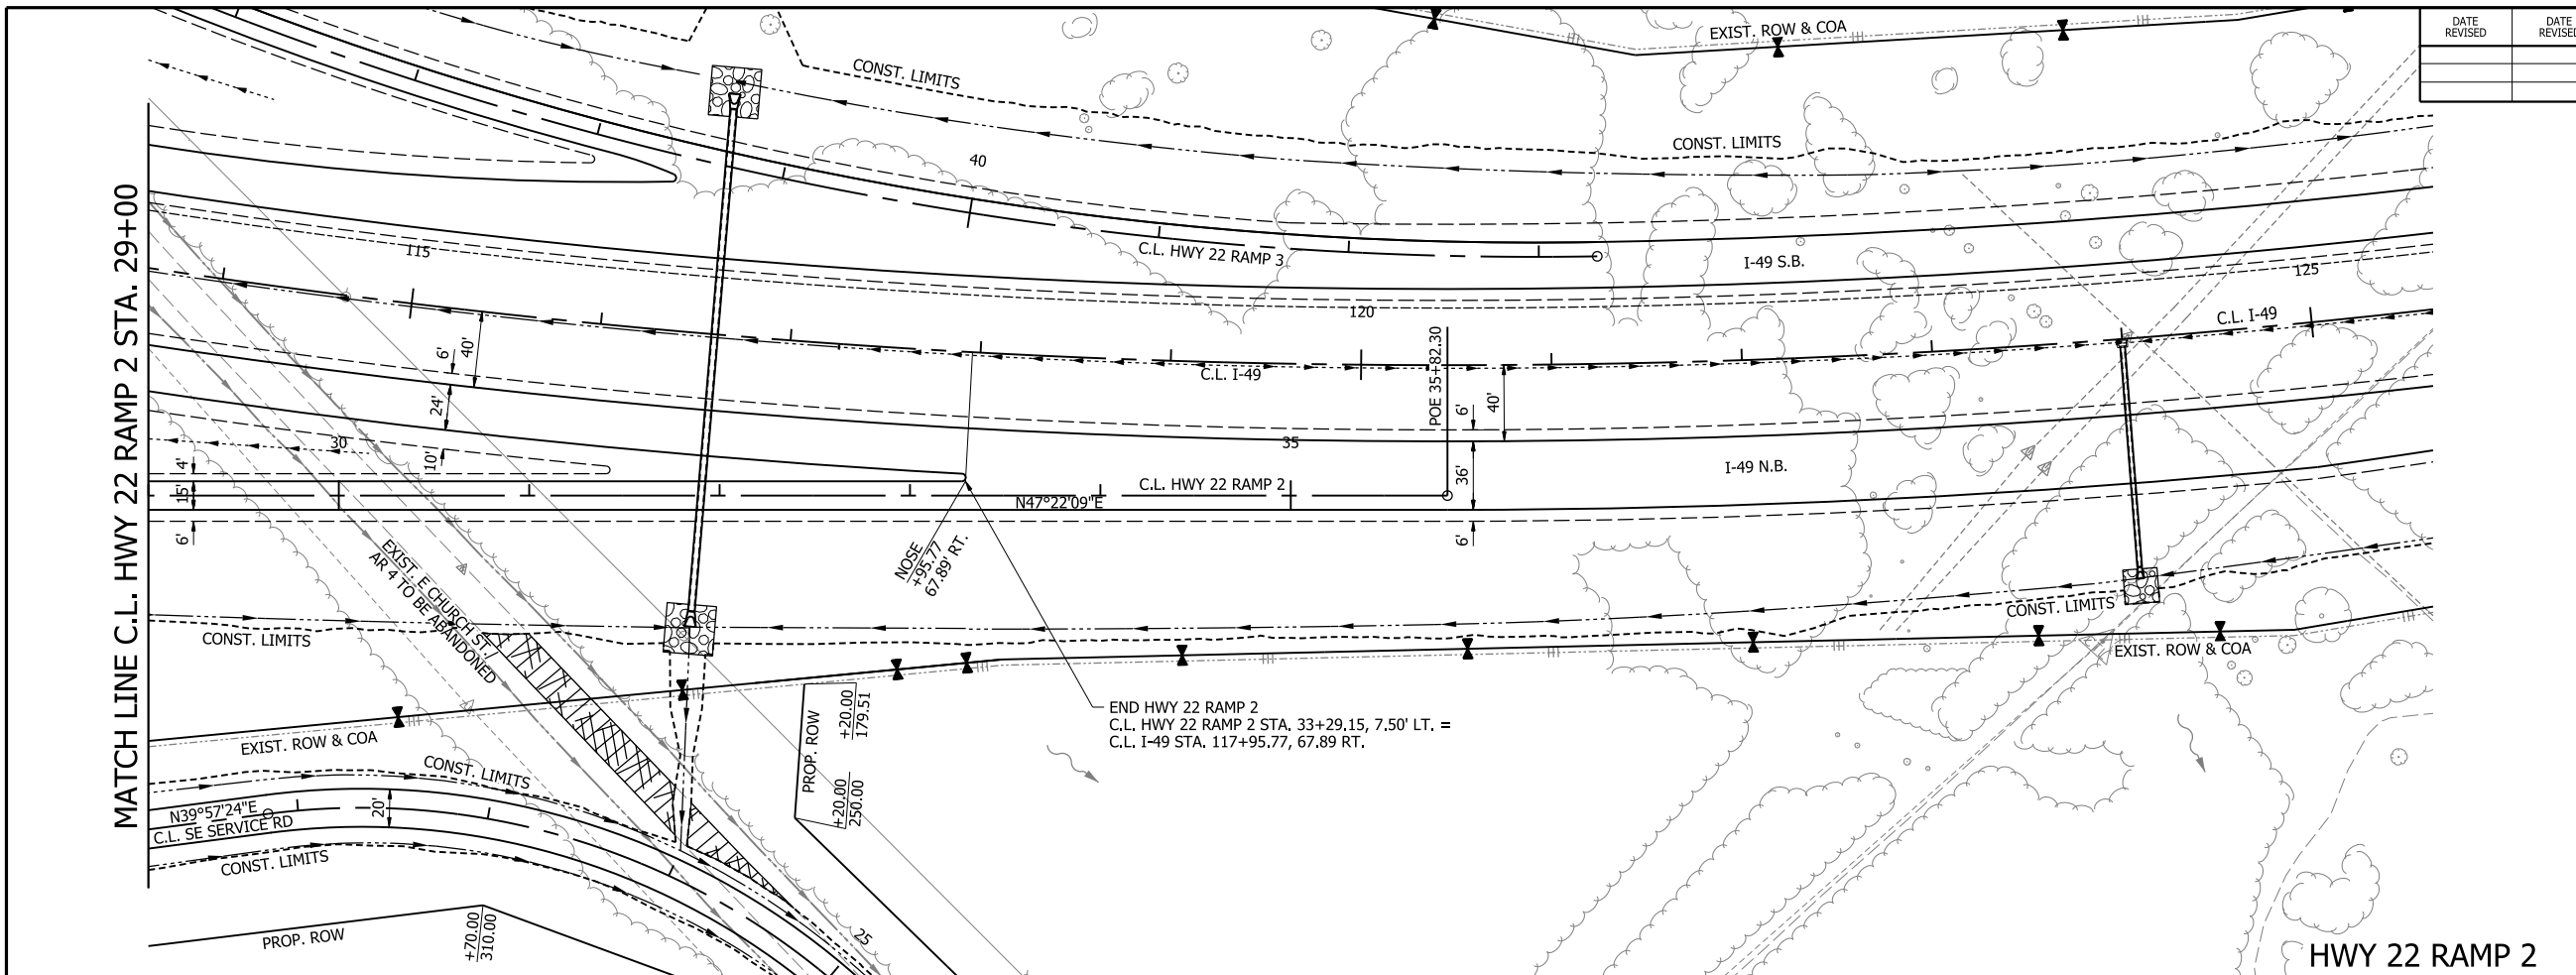 DATE
REVISED
DATE
REVISED
EXIST. ROW & COA
CONST. LIMITS
CONST. LIMITS
40
MATCH LINE C.L. HWY 22 RAMP 2 STA. 29+00
115
C.L. HWY 22 RAMP 3
I-49 S.B.
125
120
C.L. I-49
6'
40'
C.L. I-49
POE 35+82.30
24'
6'
40'
30
35
10'
4'
15'
6'
36'
I-49 N.B.
C.L. HWY 22 RAMP 2
N47°22'09"E
6'
NOSE
+95.77
67.89' RT.
EXIST. E CHURCH ST.
AR 4 TO BE ABANDONED
CONST. LIMITS
CONST. LIMITS
EXIST. ROW & COA
END HWY 22 RAMP 2
C.L. HWY 22 RAMP 2 STA. 33+29.15, 7.50' LT. =
C.L. I-49 STA. 117+95.77, 67.89 RT.
PROP. ROW
+20.00
179.51
+20.00
250.00
EXIST. ROW & COA
CONST. LIMITS
20'
N39°57'24"E
C.L. SE SERVICE RD
CONST. LIMITS
PROP. ROW
+70.00
310.00
25
HWY 22 RAMP 2